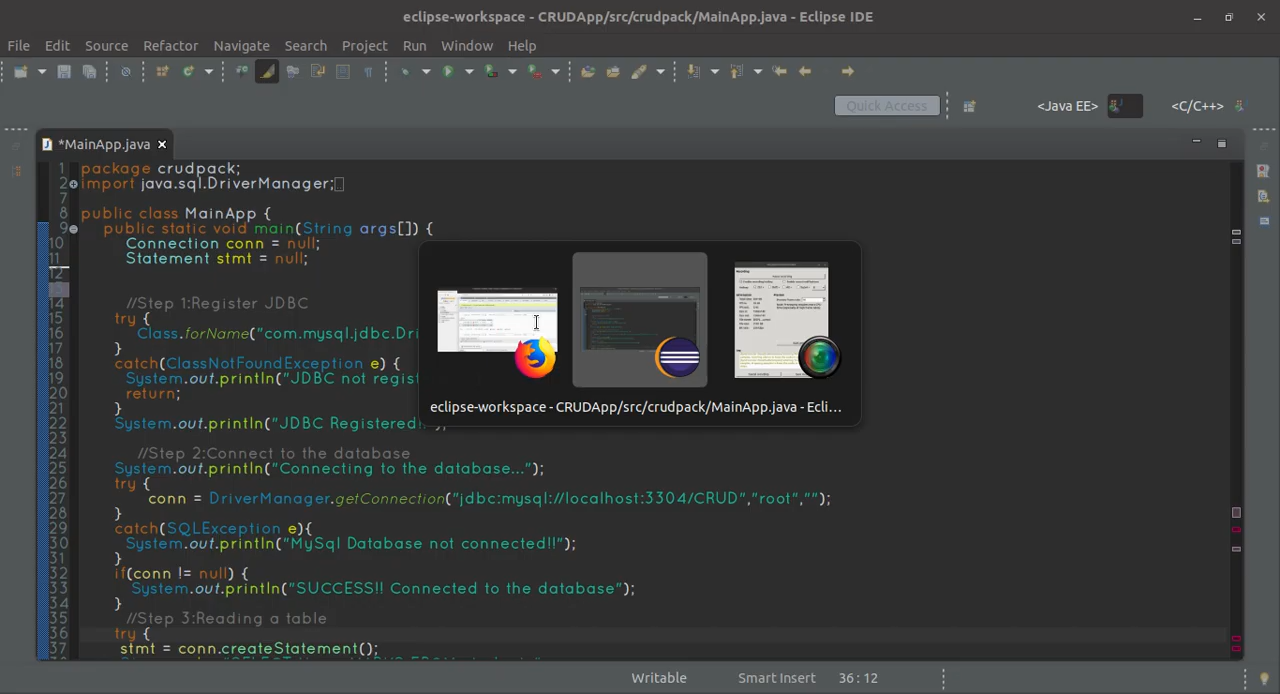 eclipse-workspace - CRUDApp/src/crudpack/MainApp.java - Eclipse IDE
File Edit Source Refactor Navigate Search Project Run Window Help
Quick Access <Java EE> <C/C++>
*MainApp.java
1 package crudpack;
2 import java.sql.DriverManager;
7
8 public class MainApp {
9 public static void main(String args[]) {
10 Connection conn = null;
11 Statement stmt = null;
12
13
14 //Step 1:Register JDBC
15 try {
16 Class.forName("com.mysql.jdbc.Dri
17 }
18 catch(ClassNotFoundException e) {
19 System.out.println("JDBC not regist
20 return;
21 }
22 System.out.println("JDBC Registered!
23
24 //Step 2:Connect to the database
25 System.out.println("Connecting to the database...");
26 try {
27 conn = DriverManager.getConnection("jdbc:mysql://localhost:3304/CRUD","root","");
28 }
29 catch(SQLException e){
30 System.out.println("MySql Database not connected!!");
31 }
32 if(conn != null) {
33 System.out.println("SUCCESS!! Connected to the database");
34 }
35 //Step 3:Reading a table
36 try {
37 stmt = conn.createStatement();
eclipse-workspace - CRUDApp/src/crudpack/MainApp.java - Ecli...
Writable Smart Insert 36:12